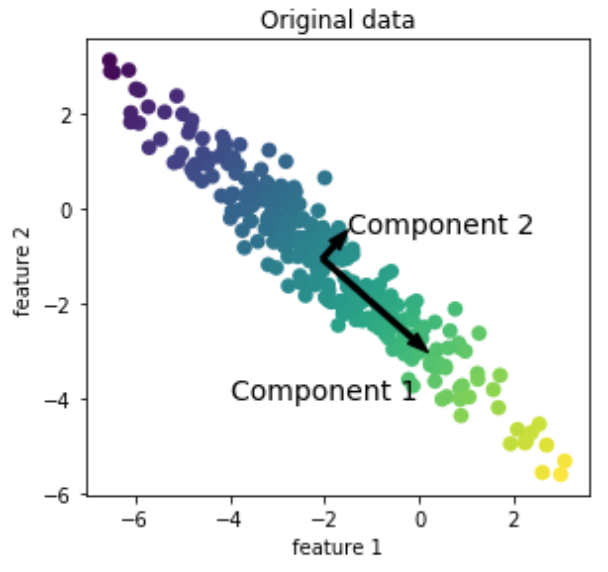 Original data
2
0
−2
−4
−6
feature 2
Component 2
Component 1
−6
−4
−2
0
2
feature 1